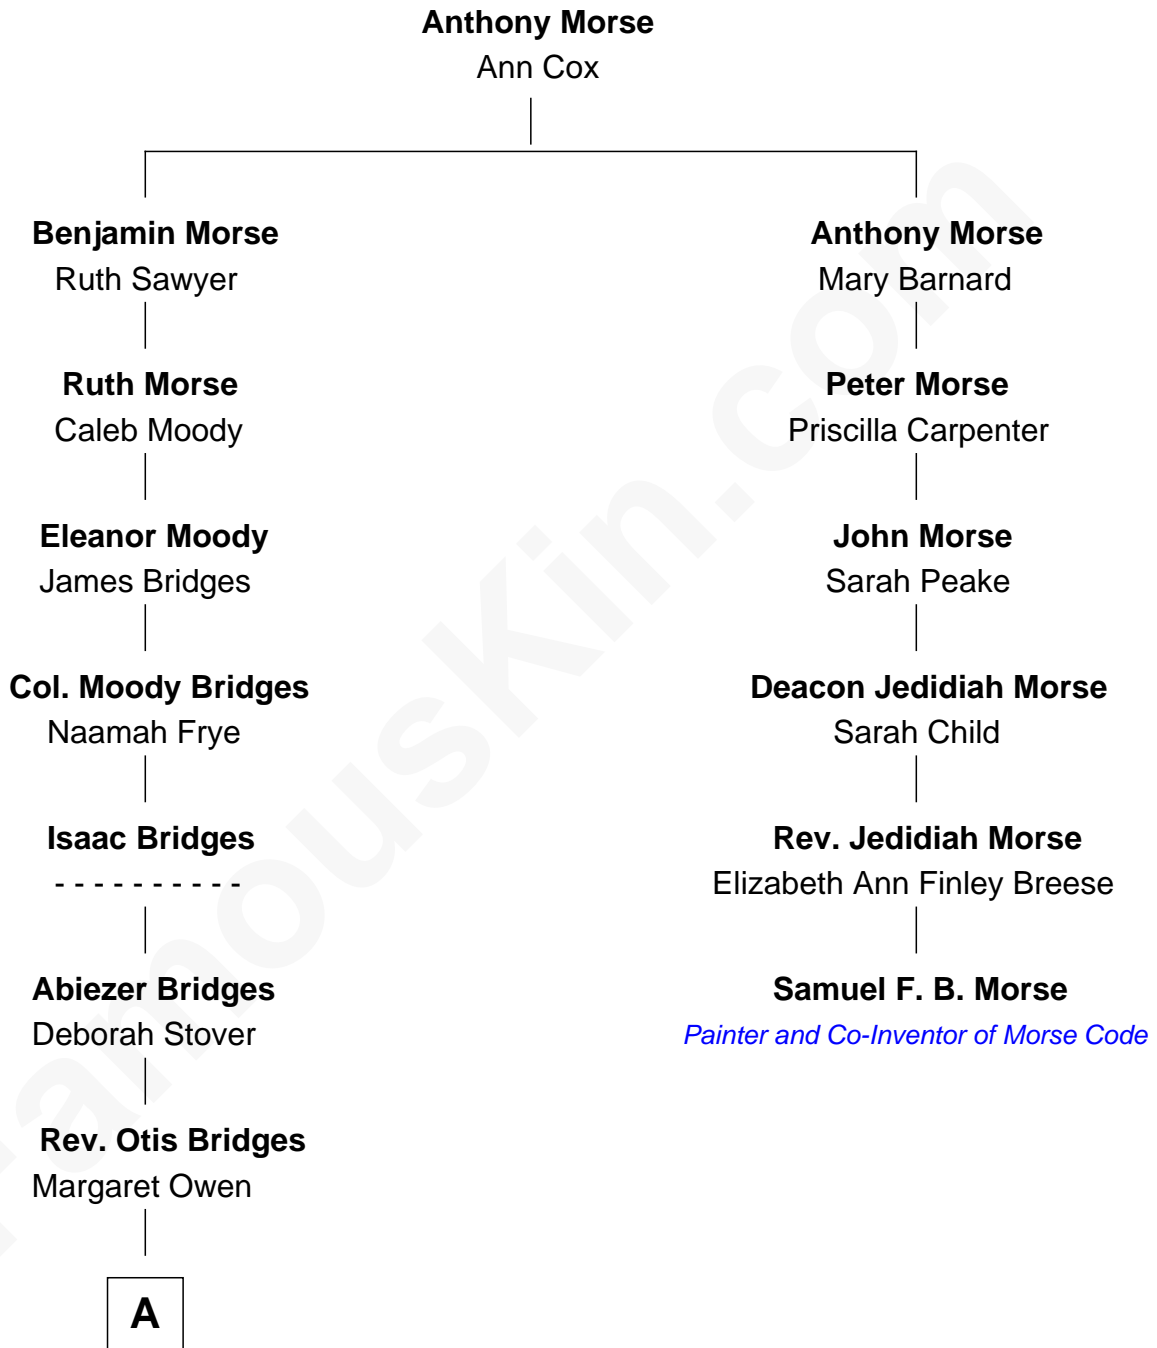 Anthony Morse
Ann Cox
Benjamin Morse
Ruth Sawyer
Anthony Morse
Mary Barnard
Ruth Morse
Caleb Moody
Peter Morse
Priscilla Carpenter
Eleanor Moody
James Bridges
John Morse
Sarah Peake
Col. Moody Bridges
Naamah Frye
Deacon Jedidiah Morse
Sarah Child
Isaac Bridges
- - - - - - - - - -
Rev. Jedidiah Morse
Elizabeth Ann Finley Breese
Abiezer Bridges
Deborah Stover
Samuel F. B. Morse
Painter and Co-Inventor of Morse Code
Rev. Otis Bridges
Margaret Owen
A
FamousKin.com